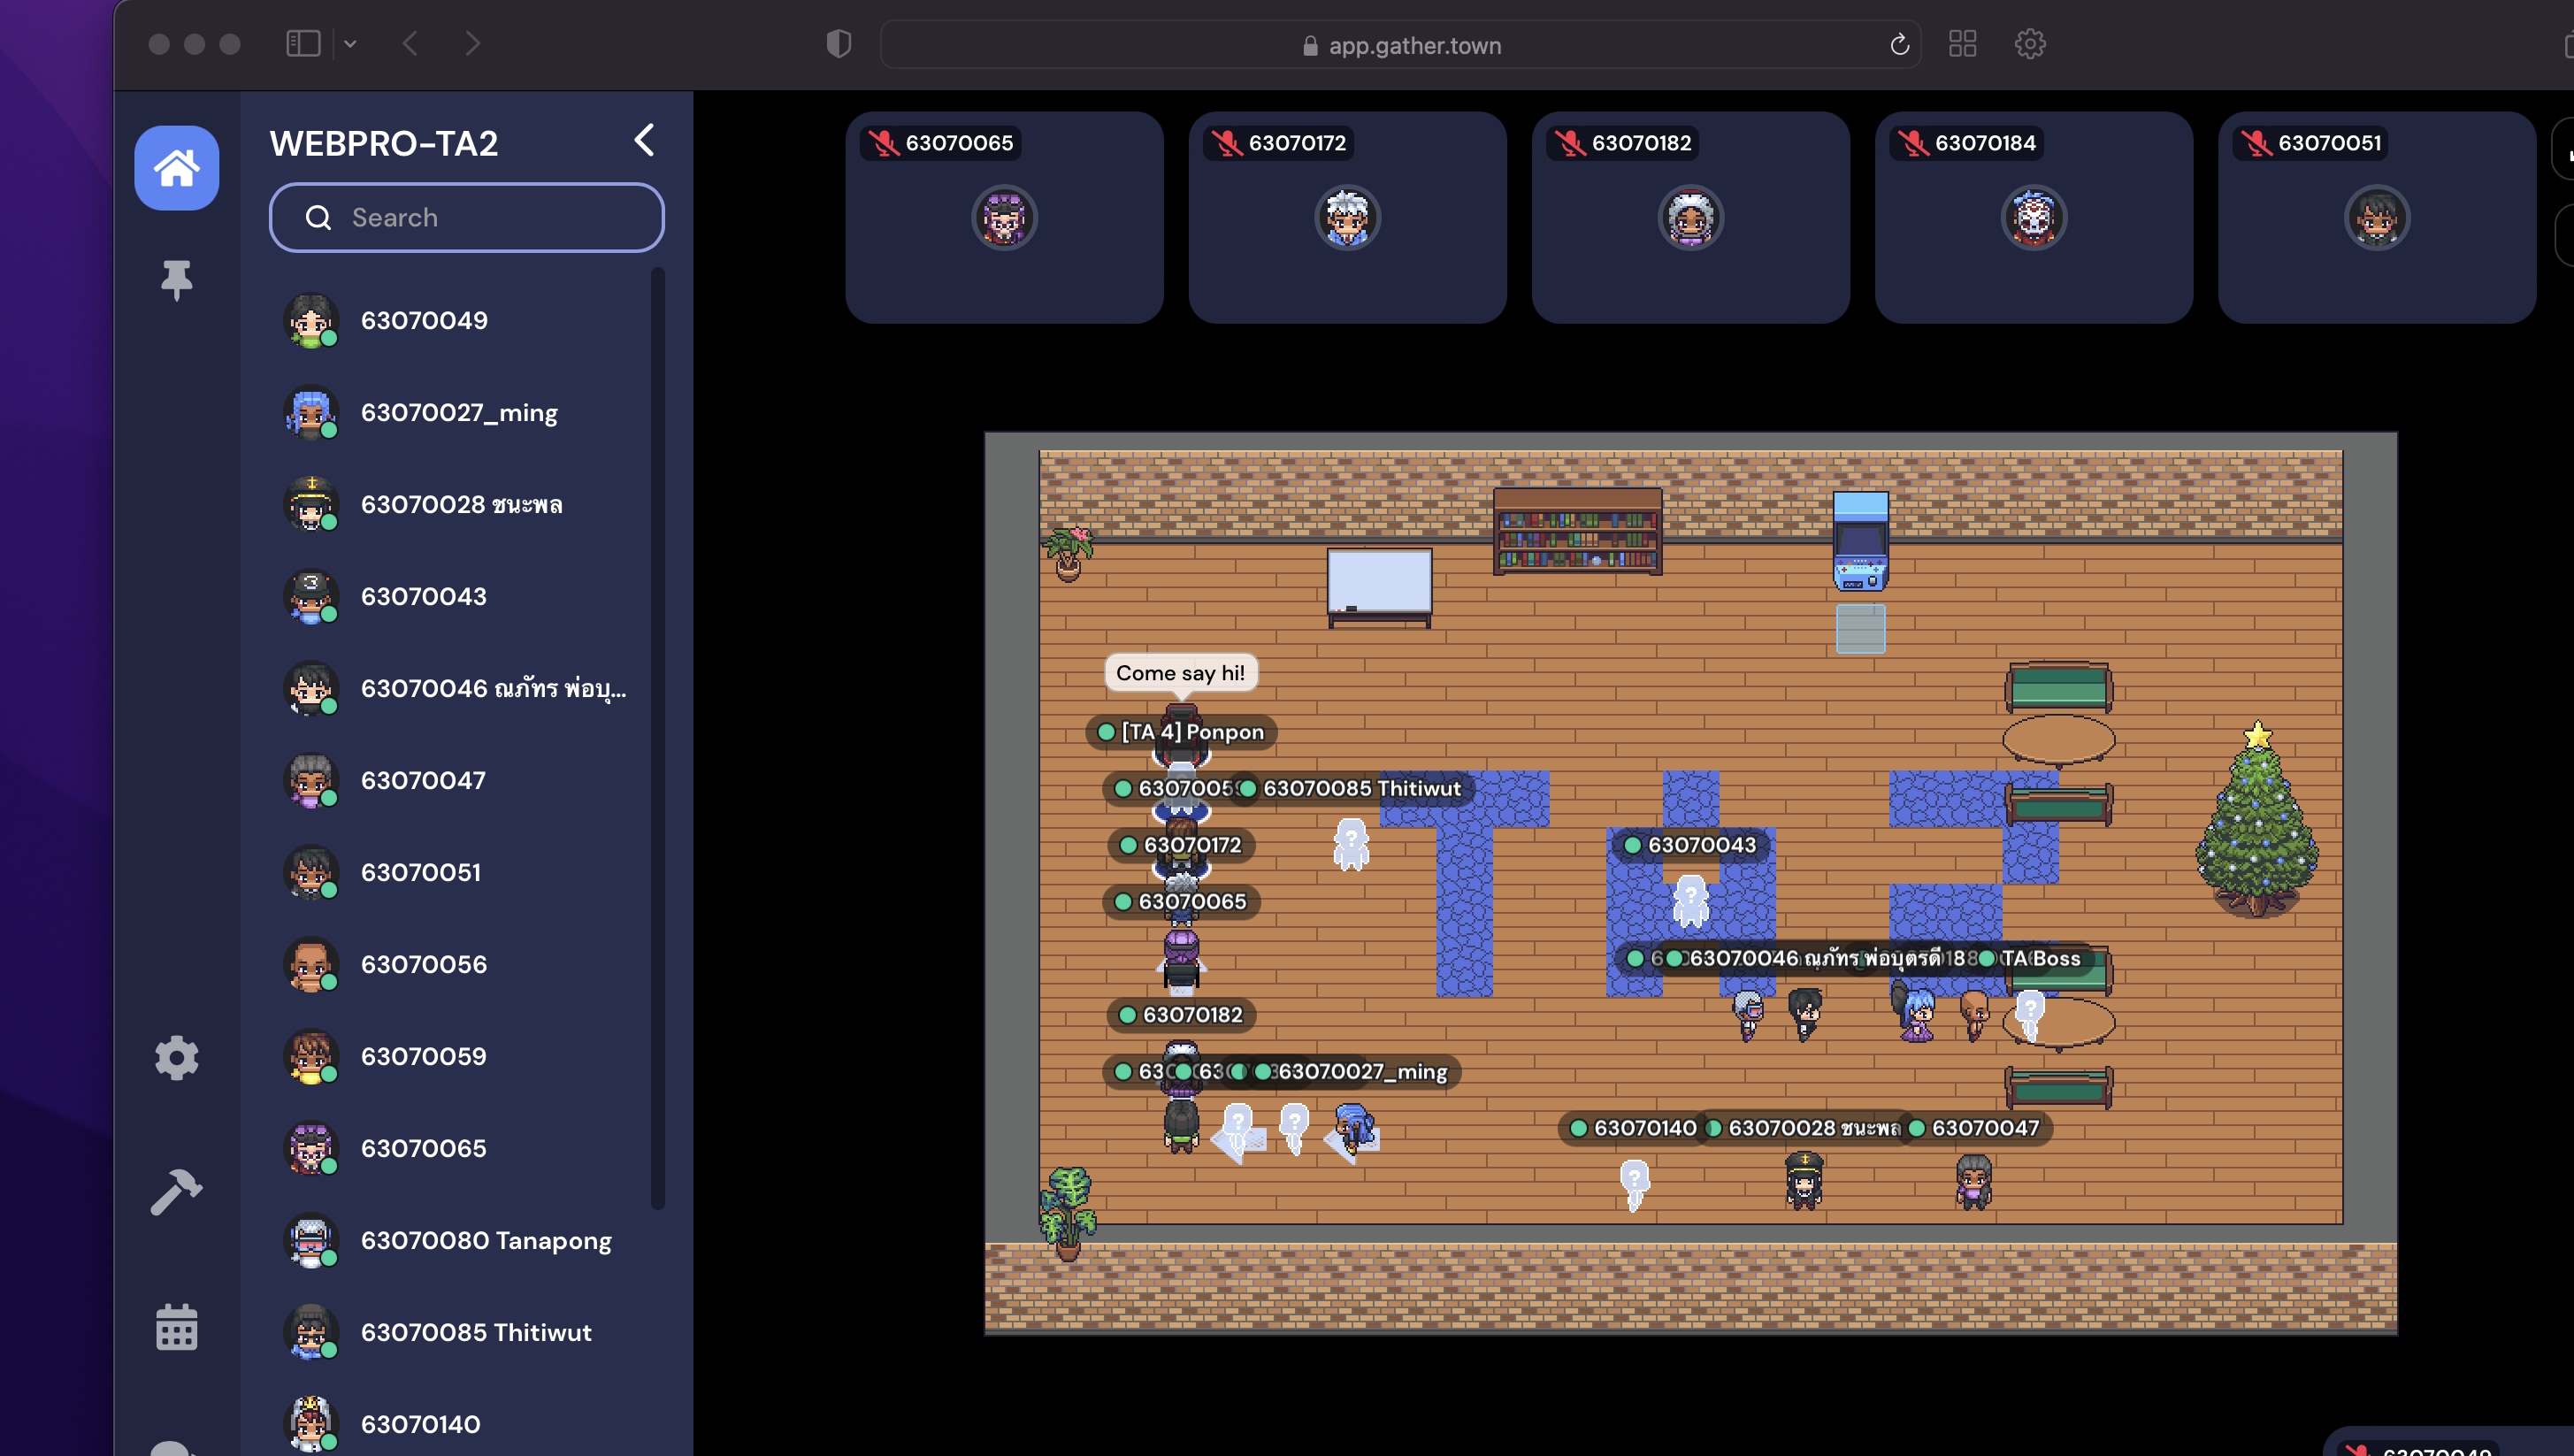 app.gather.town
WEBPRO-TA2
Search
63070049
63070027_ming
63070028 ชนะพล
63070043
63070046 ณภัทร พ่อบุ...
63070047
63070051
63070056
63070059
63070065
63070080 Tanapong
63070085 Thitiwut
63070140
63070065
63070172
63070182
63070184
63070051
Come say hi!
[TA 4] Ponpon
63070059
63070085 Thitiwut
63070172
63070043
63070065
63070046 ณภัทร พ่อบุตรดี
TA Boss
63070182
63070027_ming
63070140
63070028 ชนะพล
63070047
63070049